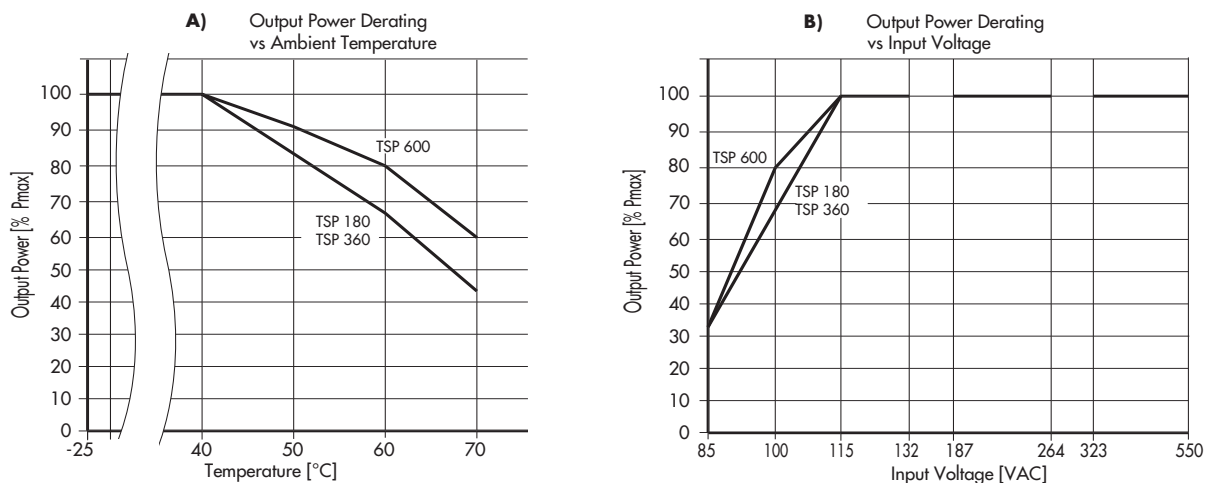 A) Output Power Derating
vs Ambient Temperature
Output Power [% Pmax]
100
90
80
70
60
50
40
30
20
10
0
TSP 600
TSP 180
TSP 360
-25 40 50 60 70
Temperature [°C]
B) Output Power Derating
vs Input Voltage
Output Power [% Pmax]
100
90
80
70
60
50
40
30
20
10
0
TSP 600
TSP 180
TSP 360
85 100 115 132 187 264 323 550
Input Voltage [VAC]